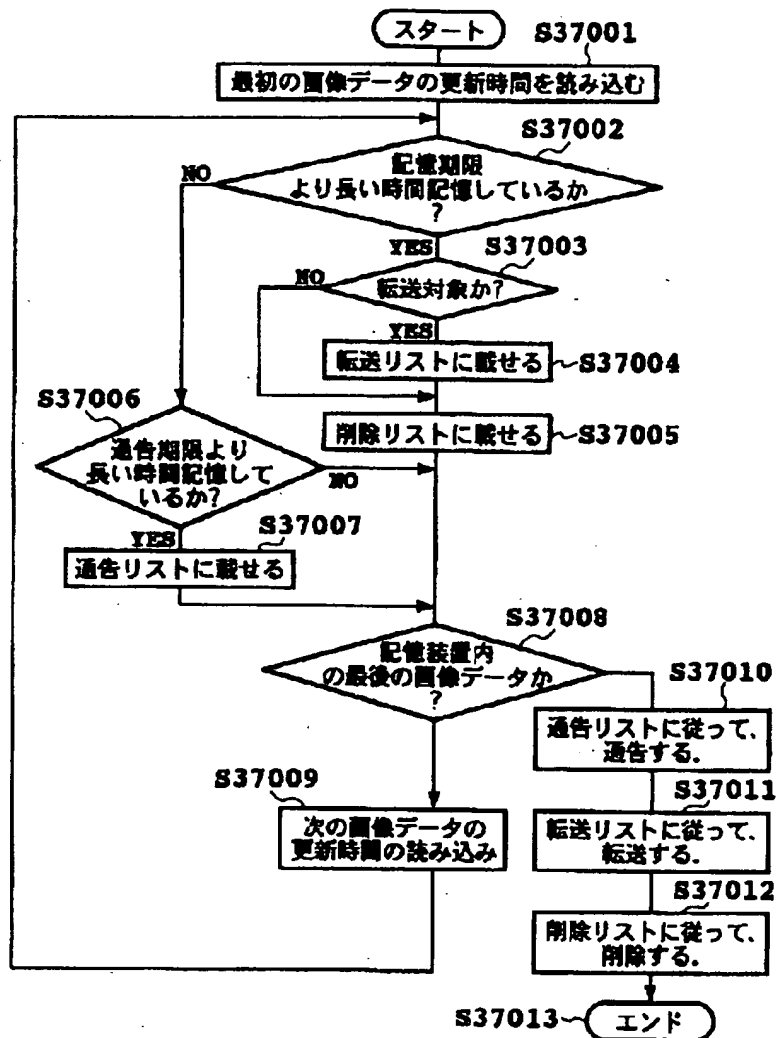 スタート
S37001
最初の画像データの更新時間を読み込む
S37002
記憶期限
より長い時間記憶しているか
?
NO
YES
S37003
転送対象か?
NO
YES
転送リストに載せる
S37004
削除リストに載せる
S37005
S37006
通告期限より
長い時間記憶して
いるか?
NO
YES
S37007
通告リストに載せる
S37008
記憶装置内
の最後の画像データか
?
S37009
次の画像データの
更新時間の読み込み
S37010
通告リストに従って、
通告する.
S37011
転送リストに従って、
転送する.
S37012
削除リストに従って、
削除する.
S37013
エンド